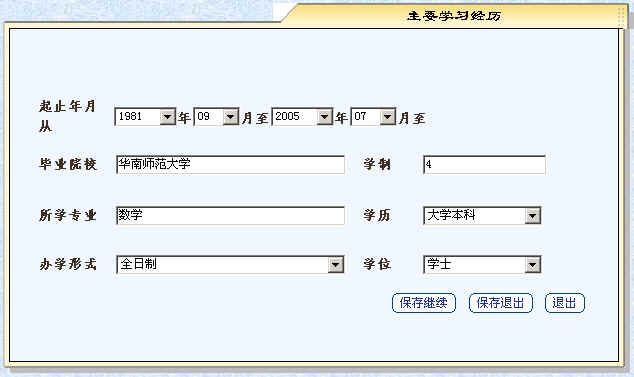 主要学习经历
起止年月
从 1981 年 09 月至 2005 年 07 月至
毕业院校 华南师范大学 学制 4
所学专业 数学 学历 大学本科
办学形式 全日制 学位 学士
保存继续 保存退出 退出